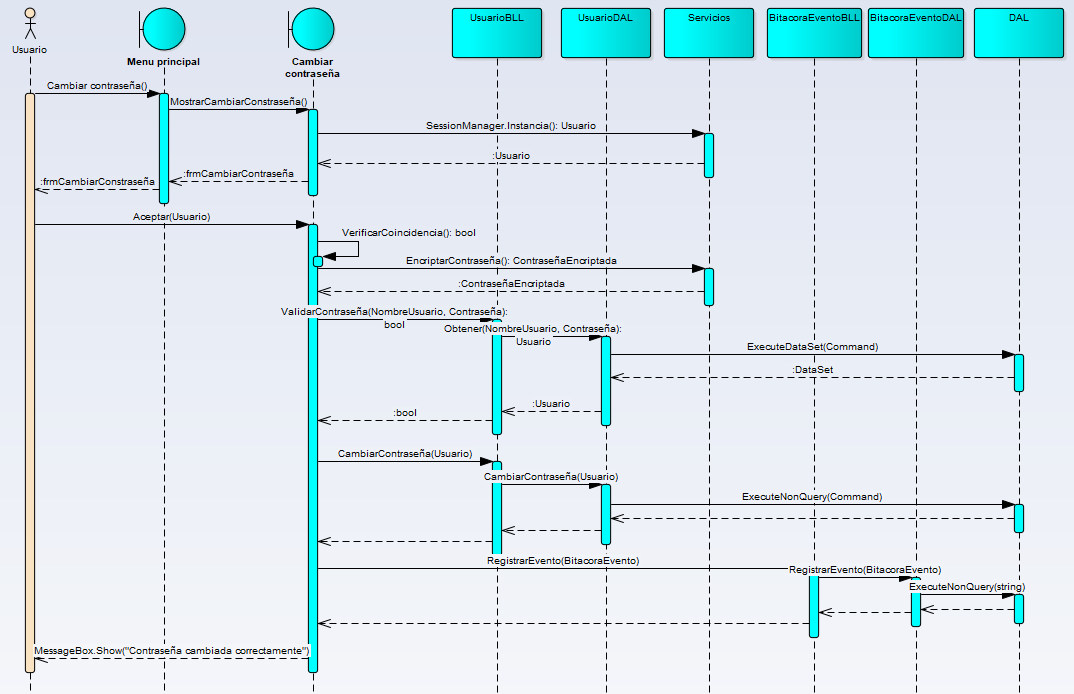 UsuarioBLL
UsuarioDAL
Servicios
BitacoraEventoBLL
BitacoraEventoDAL
DAL
Usuario
Menu principal
Cambiar
contraseña
Cambiar contraseña()
MostrarCambiarConstraseña()
SessionManager.Instancia(): Usuario
:Usuario
:frmCambiarContraseña
:frmCambiarConstraseña
Aceptar(Usuario)
VerificarCoincidencia(): bool
EncriptarContraseña(): ContraseñaEncriptada
:ContraseñaEncriptada
ValidarContraseña(NombreUsuario, Contraseña):
bool
Obtener(NombreUsuario, Contraseña):
Usuario
ExecuteDataSet(Command)
:DataSet
:Usuario
:bool
CambiarContraseña(Usuario)
CambiarContraseña(Usuario)
ExecuteNonQuery(Command)
RegistrarEvento(BitacoraEvento)
RegistrarEvento(BitacoraEvento)
ExecuteNonQuery(string)
MessageBox.Show("Contraseña cambiada correctamente")